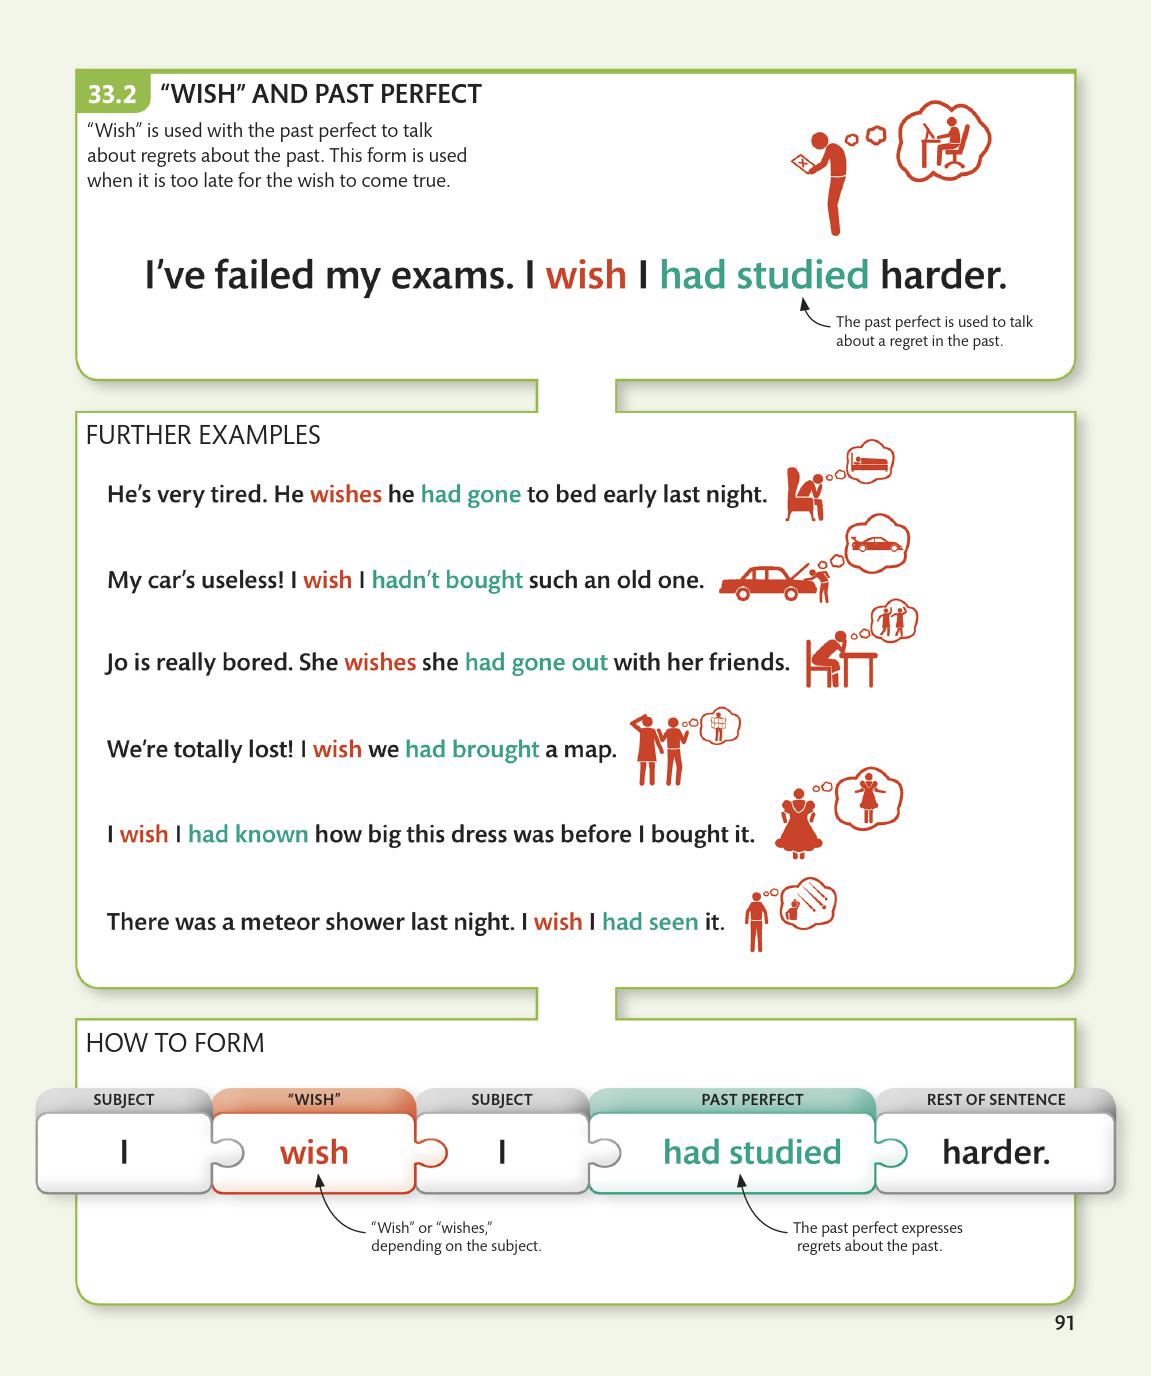 33.2 “WISH” AND PAST PERFECT
“Wish” is used with the past perfect to talk
about regrets about the past. This form is used
when it is too late for the wish to come true.
I’ve failed my exams. I wish I had studied harder.
The past perfect is used to talk
about a regret in the past.
FURTHER EXAMPLES
He’s very tired. He wishes he had gone to bed early last night.
My car’s useless! I wish I hadn’t bought such an old one.
Jo is really bored. She wishes she had gone out with her friends.
We’re totally lost! I wish we had brought a map.
I wish I had known how big this dress was before I bought it.
There was a meteor shower last night. I wish I had seen it.
HOW TO FORM
SUBJECT “WISH” SUBJECT PAST PERFECT REST OF SENTENCE
I wish I had studied harder.
“Wish” or “wishes,”
depending on the subject.
The past perfect expresses
regrets about the past.
91